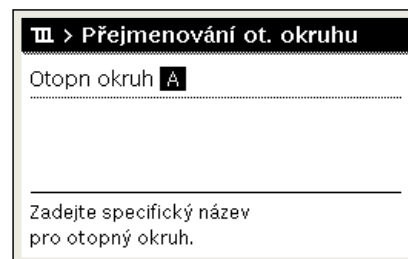 > Přejmenování ot. okruhu
Otopn okruh A
Zadejte specifický název
pro otopný okruh.